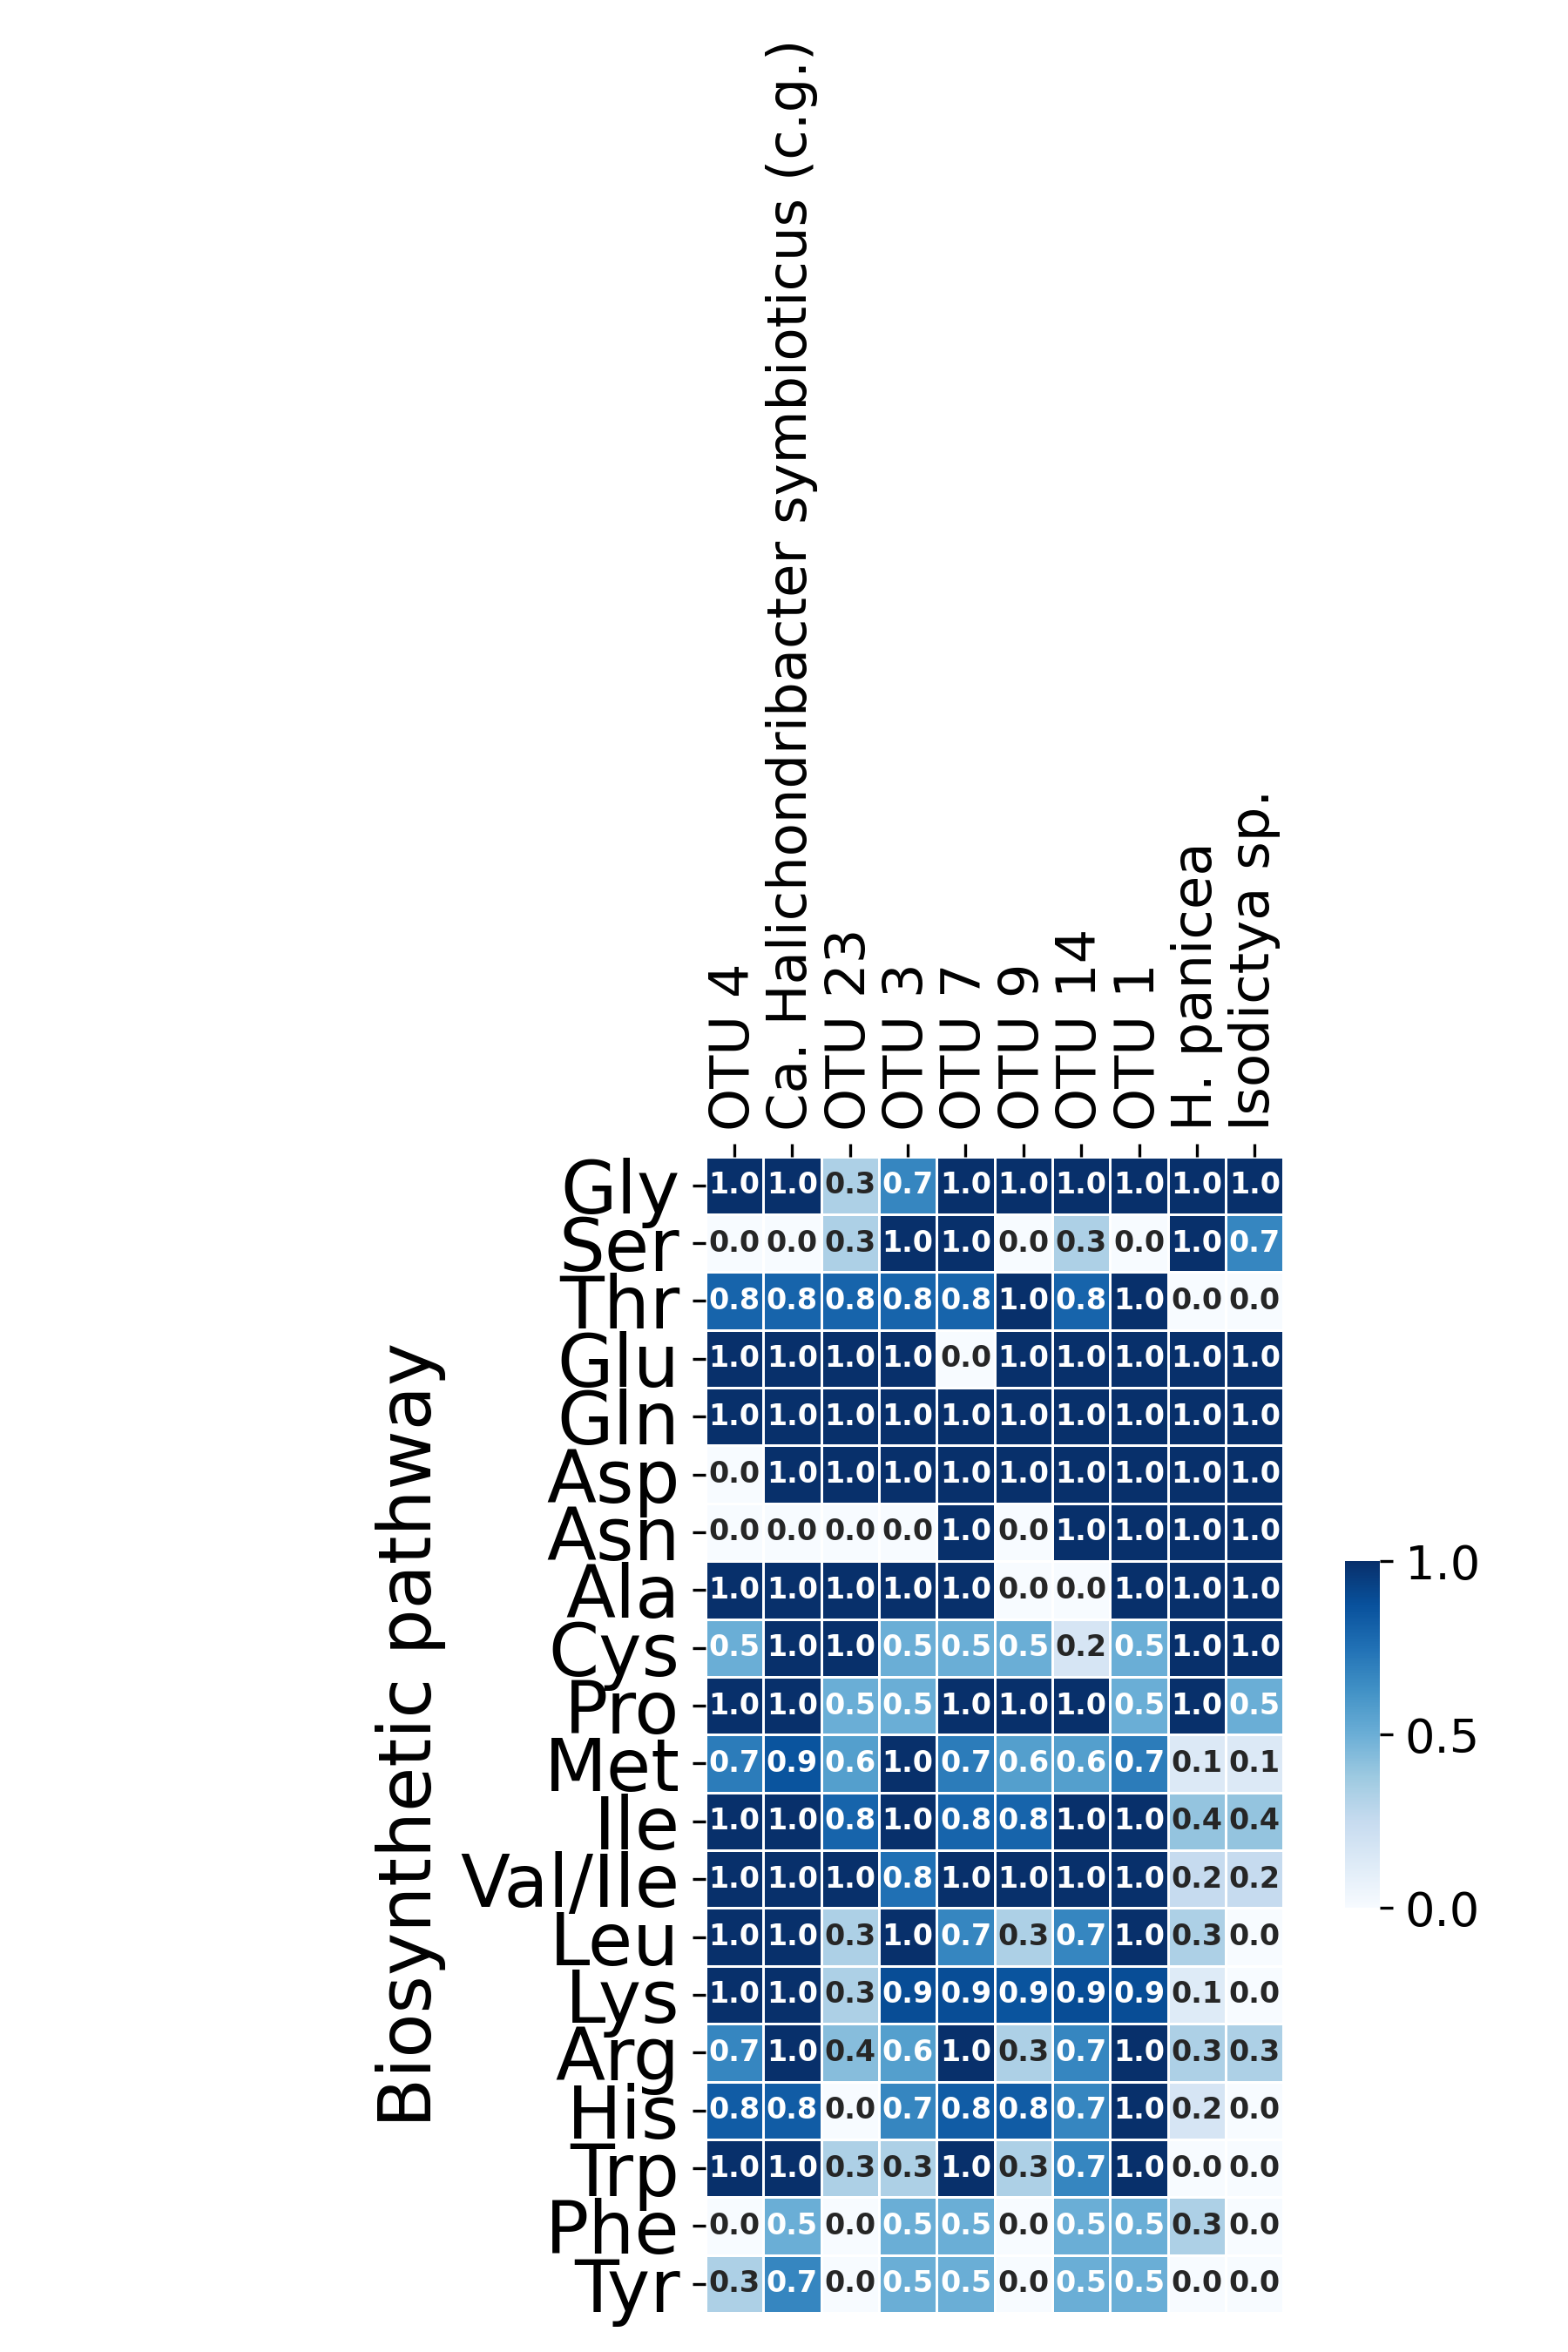 OTU 4
Ca. Halichondribacter symbioticus (c.g.)
OTU 23
OTU 3
OTU 7
OTU 9
OTU 14
OTU 1
H. panicea
Isodictya sp.
Biosynthetic pathway
Gly 1.0 1.0 0.3 0.7 1.0 1.0 1.0 1.0 1.0 1.0
Ser 0.0 0.0 0.3 1.0 1.0 0.0 0.3 0.0 1.0 0.7
Thr 0.8 0.8 0.8 0.8 0.8 1.0 0.8 1.0 0.0 0.0
Glu 1.0 1.0 1.0 1.0 0.0 1.0 1.0 1.0 1.0 1.0
Gln 1.0 1.0 1.0 1.0 1.0 1.0 1.0 1.0 1.0 1.0
Asp 0.0 1.0 1.0 1.0 1.0 1.0 1.0 1.0 1.0 1.0
Asn 0.0 0.0 0.0 0.0 1.0 0.0 1.0 1.0 1.0 1.0
Ala 1.0 1.0 1.0 1.0 1.0 0.0 0.0 1.0 1.0 1.0
Cys 0.5 1.0 1.0 0.5 0.5 0.5 0.2 0.5 1.0 1.0
Pro 1.0 1.0 0.5 0.5 1.0 1.0 1.0 0.5 1.0 0.5
Met 0.7 0.9 0.6 1.0 0.7 0.6 0.6 0.7 0.1 0.1
Ile 1.0 1.0 0.8 1.0 0.8 0.8 1.0 1.0 0.4 0.4
Val/Ile 1.0 1.0 1.0 0.8 1.0 1.0 1.0 1.0 0.2 0.2
Leu 1.0 1.0 0.3 1.0 0.7 0.3 0.7 1.0 0.3 0.0
Lys 1.0 1.0 0.3 0.9 0.9 0.9 0.9 0.9 0.1 0.0
Arg 0.7 1.0 0.4 0.6 1.0 0.3 0.7 1.0 0.3 0.3
His 0.8 0.8 0.0 0.7 0.8 0.8 0.7 1.0 0.2 0.0
Trp 1.0 1.0 0.3 0.3 1.0 0.3 0.7 1.0 0.0 0.0
Phe 0.0 0.5 0.0 0.5 0.5 0.0 0.5 0.5 0.3 0.0
Tyr 0.3 0.7 0.0 0.5 0.5 0.0 0.5 0.5 0.0 0.0
1.0
0.5
0.0